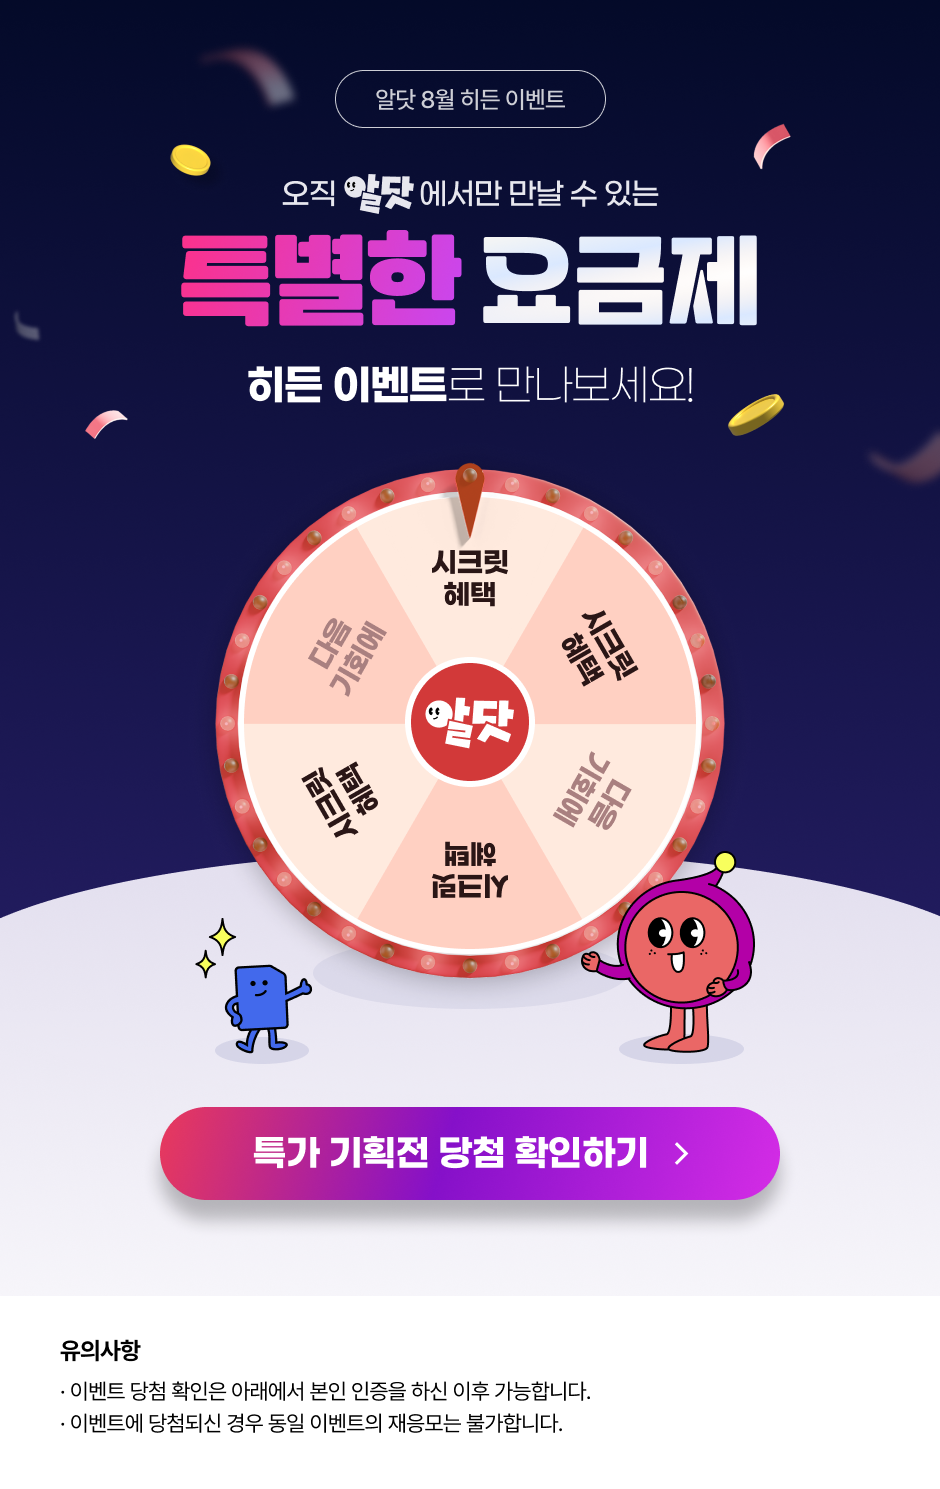 알닷 8월 히든 이벤트
오직 알닷 에서만 만날 수 있는
특별한 요금제
히든 이벤트로 만나보세요!
시크릿
혜택
시크릿
혜택
다음
기회에
시크릿
혜택
시크릿
혜택
다음
기회에
알닷
특가 기획전 당첨 확인하기 >
유의사항
· 이벤트 당첨 확인은 아래에서 본인 인증을 하신 이후 가능합니다.
· 이벤트에 당첨되신 경우 동일 이벤트의 재응모는 불가합니다.